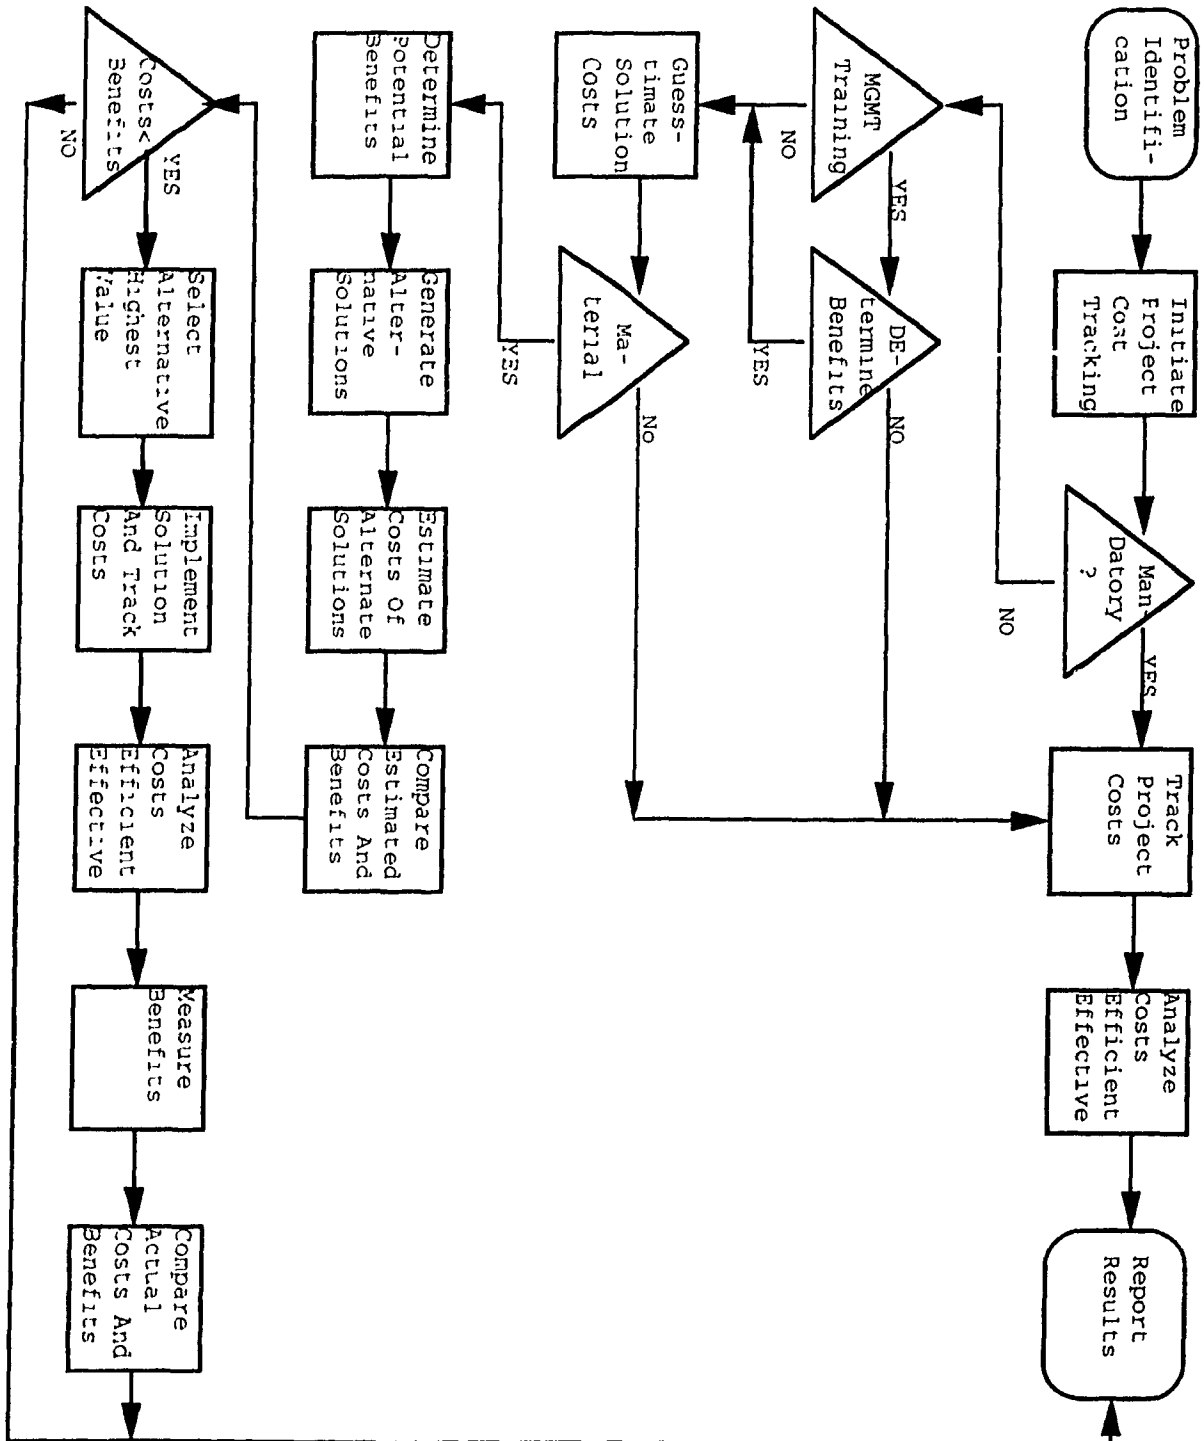 Problem
Identifi-
cation
Initiate
Project
Cost
Tracking
Man-
Datory
?
YES
NO
Track
Project
Costs
Analyze
Costs
Efficient
Effective
Report
Results
MGMT
Training
YES
NO
DE-
termine
Benefits
NO
YES
Guess-
timate
Solution
Costs
Ma-
terial
No
YES
Determine
Potential
Benefits
Generate
Alter-
native
Solutions
Estimate
Costs Of
Alternate
Solutions
Compare
Estimated
Costs And
Benefits
Costs<
Benefits
YES
NO
Select
Alternative
Highest
Value
Implement
Solution
And Track
Costs
Analyze
Costs
Efficient
Effective
Measure
Benefits
Compare
Actual
Costs And
Benefits